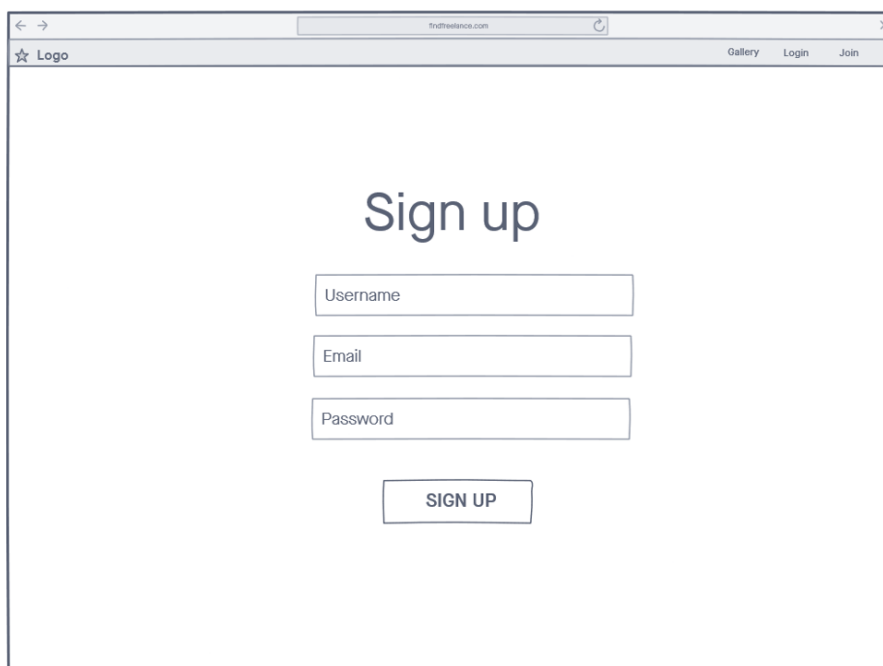 findfreelance.com
Logo Gallery Login Join
Sign up
Username
Email
Password
SIGN UP